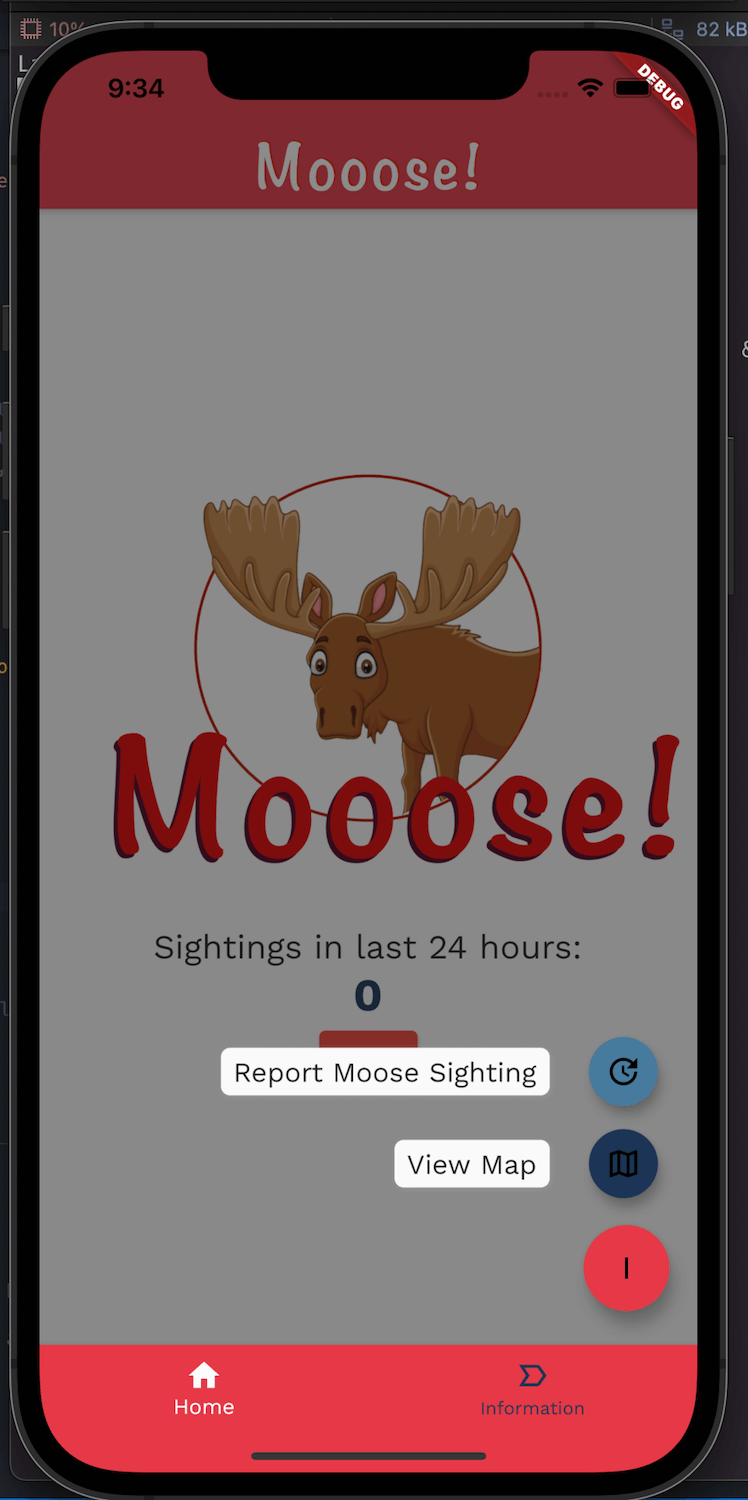 10%
82 kB
9:34
DEBUG
Mooose!
Mooose!
Sightings in last 24 hours:
0
Report Moose Sighting
View Map
Home
Information